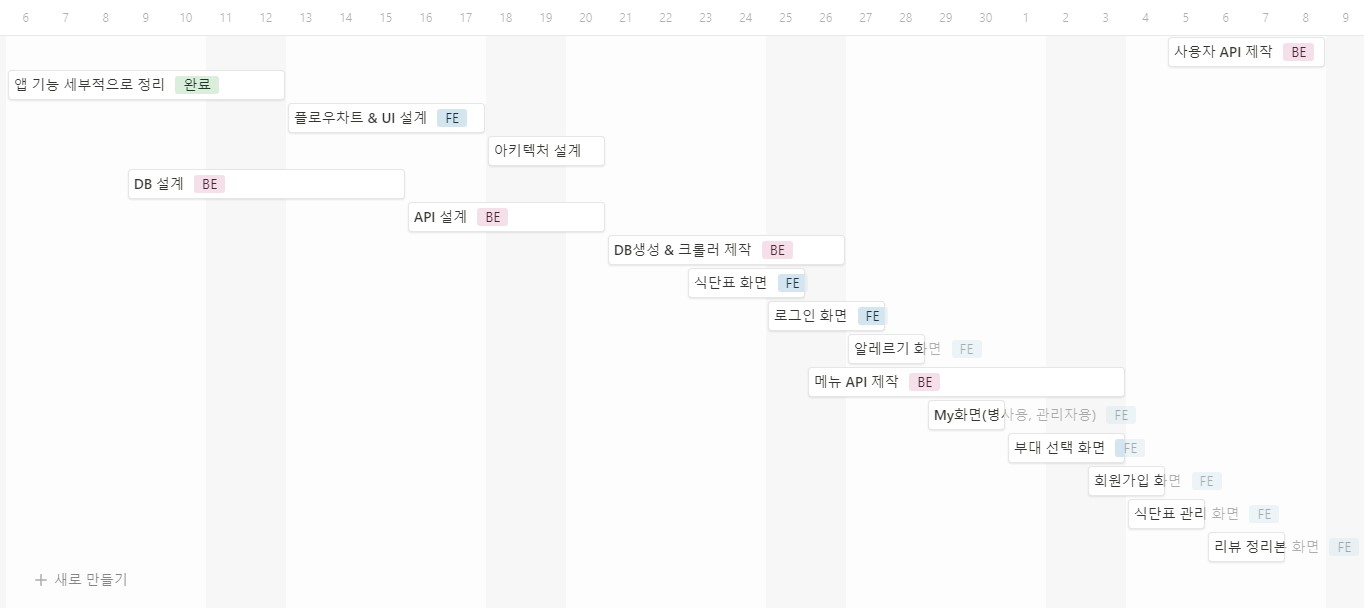 6 7 8 9 10 11 12 13 14 15 16 17 18 19 20 21 22 23 24 25 26 27 28 29 30 1 2 3 4 5 6 7 8 9
사용자 API 제작 BE
앱 기능 세부적으로 정리 완료
플로우차트 & UI 설계 FE
아키텍처 설계
DB 설계 BE
API 설계 BE
DB생성 & 크롤러 제작 BE
식단표 화면 FE
로그인 화면 FE
알레르기 화면 FE
메뉴 API 제작 BE
My화면(병사용, 관리자용) FE
부대 선택 화면 FE
회원가입 화면 FE
식단표 관리 화면 FE
리뷰 정리본 화면 FE
+ 새로 만들기